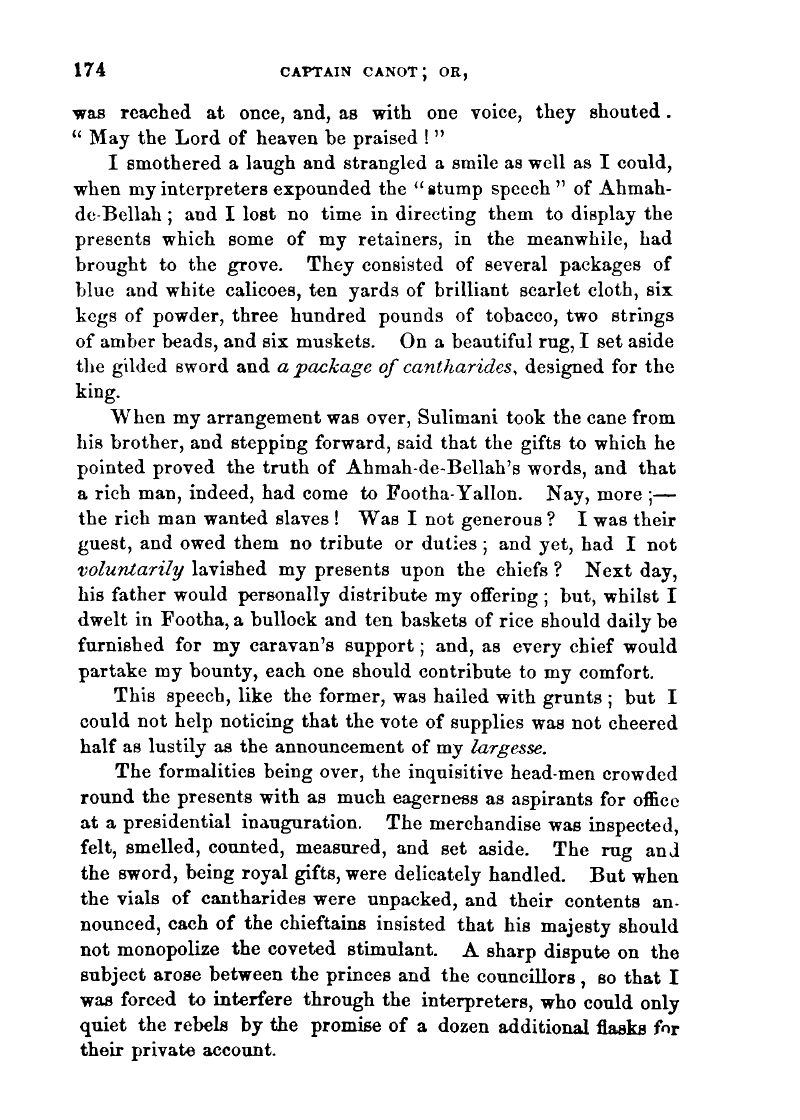 174 CAPTAIN CANOT; OR,
was reached at once, and, as with one voice, they shouted.
“ May the Lord of heaven be praised ! ”
I smothered a laugh and strangled a smile as well as I could,
when my interpreters expounded the “stump speech ” of Ahmah-
de-Bellah ; and I lost no time in directing them to display the
presents which some of my retainers, in the meanwhile, had
brought to the grove. They consisted of several packages of
blue and white calicoes, ten yards of brilliant scarlet cloth, six
kegs of powder, three hundred pounds of tobacco, two strings
of amber beads, and six muskets. On a beautiful rug, I set aside
the gilded sword and a package of cantharides, designed for the
king.
When my arrangement was over, Sulimani took the cane from
his brother, and stepping forward, said that the gifts to which he
pointed proved the truth of Ahmah-de-Bellah’s words, and that
a rich man, indeed, had come to Footha-Yallon. Nay, more ;—
the rich man wanted slaves ! Was I not generous ? I was their
guest, and owed them no tribute or duties ; and yet, had I not
voluntarily lavished my presents upon the chiefs ? Next day,
his father would personally distribute my offering ; but, whilst I
dwelt in Footha, a bullock and ten baskets of rice should daily be
furnished for my caravan’s support ; and, as every chief would
partake my bounty, each one should contribute to my comfort.
This speech, like the former, was hailed with grunts ; but I
could not help noticing that the vote of supplies was not cheered
half as lustily as the announcement of my largesse.
The formalities being over, the inquisitive head-men crowded
round the presents with as much eagerness as aspirants for office
at a presidential inauguration. The merchandise was inspected,
felt, smelled, counted, measured, and set aside. The rug and
the sword, being royal gifts, were delicately handled. But when
the vials of cantharides were unpacked, and their contents an-
nounced, each of the chieftains insisted that his majesty should
not monopolize the coveted stimulant. A sharp dispute on the
subject arose between the princes and the councillors, so that I
was forced to interfere through the interpreters, who could only
quiet the rebels by the promise of a dozen additional flasks for
their private account.